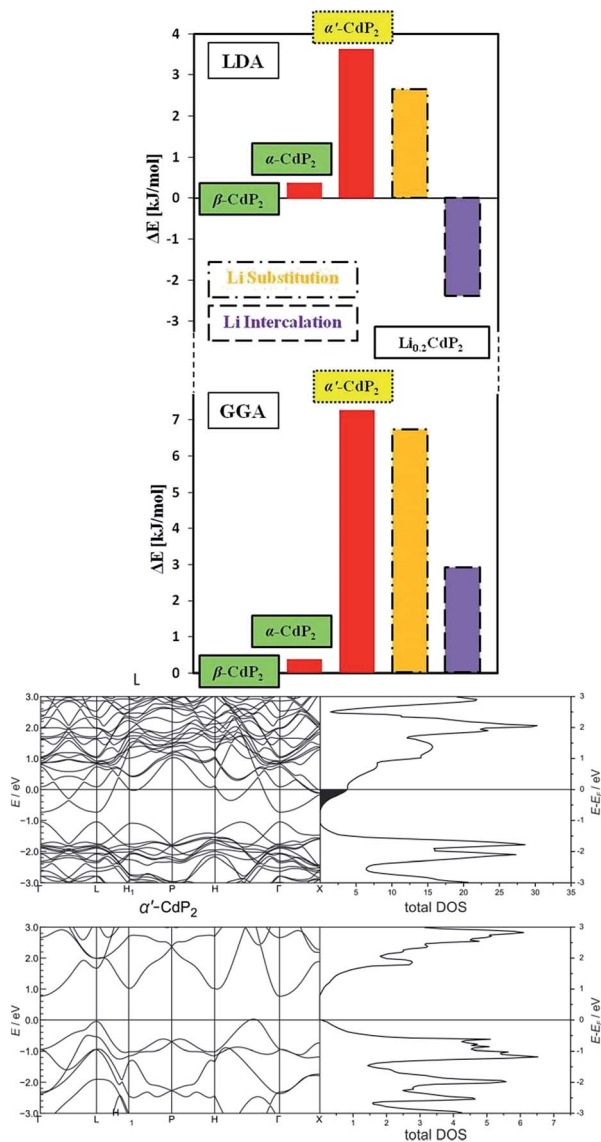 α′-CdP2
4
LDA
3
2
α-CdP2
1
ΔE [kJ/mol]
β-CdP2
0
-1
-2
Li Substitution
-3
Li Intercalation
Li0.2CdP2
α′-CdP2
7
GGA
6
5
4
ΔE [kJ/mol]
3
2
α-CdP2
1
β-CdP2
0
L
3.0 3
2.0 2
1.0 1
E / eV 0.0 0 E-EF / eV
−1.0 -1
−2.0 -2
−3.0 -3
Γ L H1 P H Γ X 5 10 15 20 25 30 35
total DOS
α′-CdP2
3.0 3
2.0 2
1.0 1
E / eV 0.0 0 E-EF / eV
−1.0 -1
−2.0 -2
−3.0 -3
Γ L H 1 P H Γ X 1 2 3 4 5 6 7
total DOS